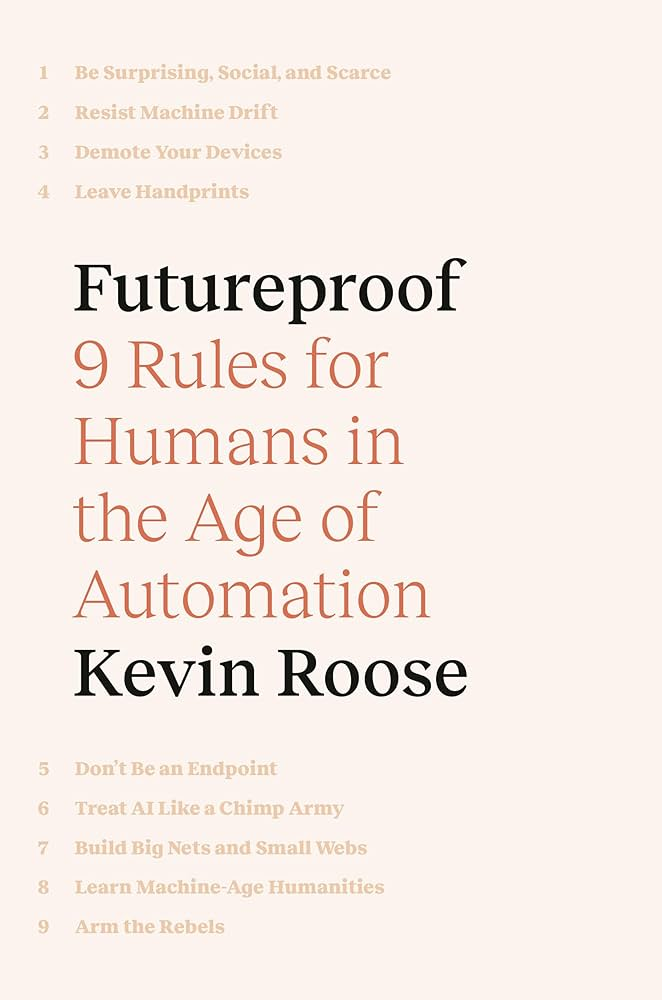 1 Be Surprising, Social, and Scarce
2 Resist Machine Drift
3 Demote Your Devices
4 Leave Handprints
Futureproof
9 Rules for
Humans in
the Age of
Automation
Kevin Roose
5 Don't Be an Endpoint
6 Treat AI Like a Chimp Army
7 Build Big Nets and Small Webs
8 Learn Machine-Age Humanities
9 Arm the Rebels